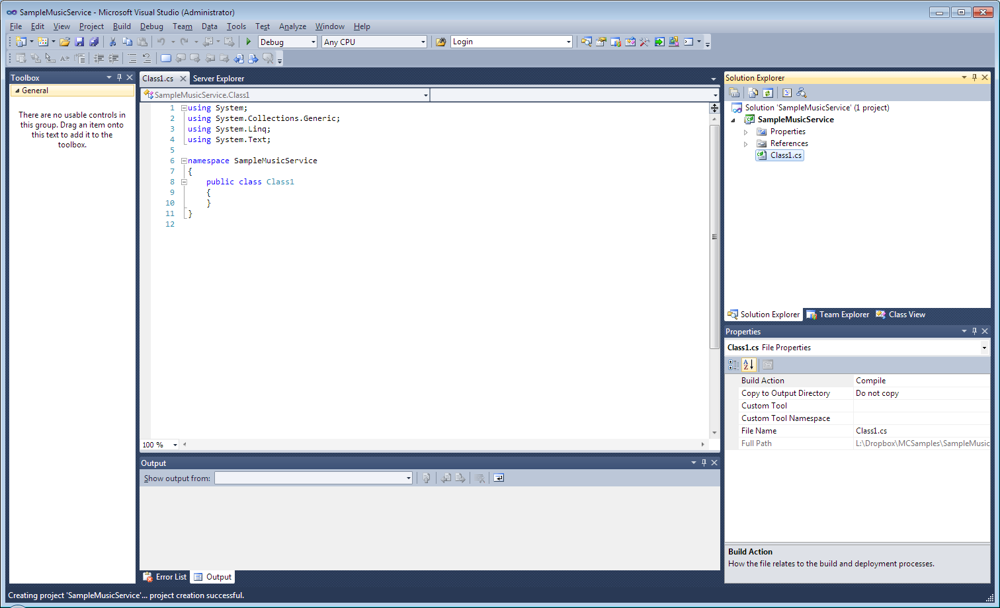 SampleMusicService - Microsoft Visual Studio (Administrator)
File Edit View Project Build Debug Team Data Tools Test Analyze Window Help
Debug Any CPU Login
Toolbox
General
There are no usable controls in
this group. Drag an item onto
this text to add it to the
toolbox.
Class1.cs Server Explorer
SampleMusicService.Class1
1 using System;
2 using System.Collections.Generic;
3 using System.Linq;
4 using System.Text;
5
6 namespace SampleMusicService
7 {
8 public class Class1
9 {
10 }
11 }
12
100 %
Output
Show output from:
Error List Output
Solution Explorer
Solution 'SampleMusicService' (1 project)
SampleMusicService
Properties
References
Class1.cs
Solution Explorer Team Explorer Class View
Properties
Class1.cs File Properties
Build Action Compile
Copy to Output Directory Do not copy
Custom Tool
Custom Tool Namespace
File Name Class1.cs
Full Path L:\Dropbox\MCSamples\SampleMusic
Build Action
How the file relates to the build and deployment processes.
Creating project 'SampleMusicService'... project creation successful.